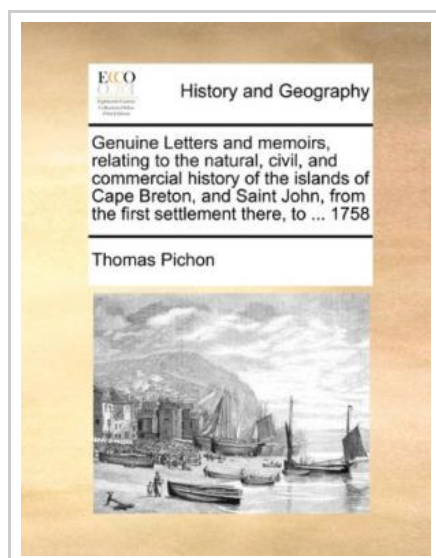 ECCO
History and Geography
Genuine Letters and memoirs,
relating to the natural, civil, and
commercial history of the islands of
Cape Breton, and Saint John, from
the first settlement there, to ... 1758
Thomas Pichon